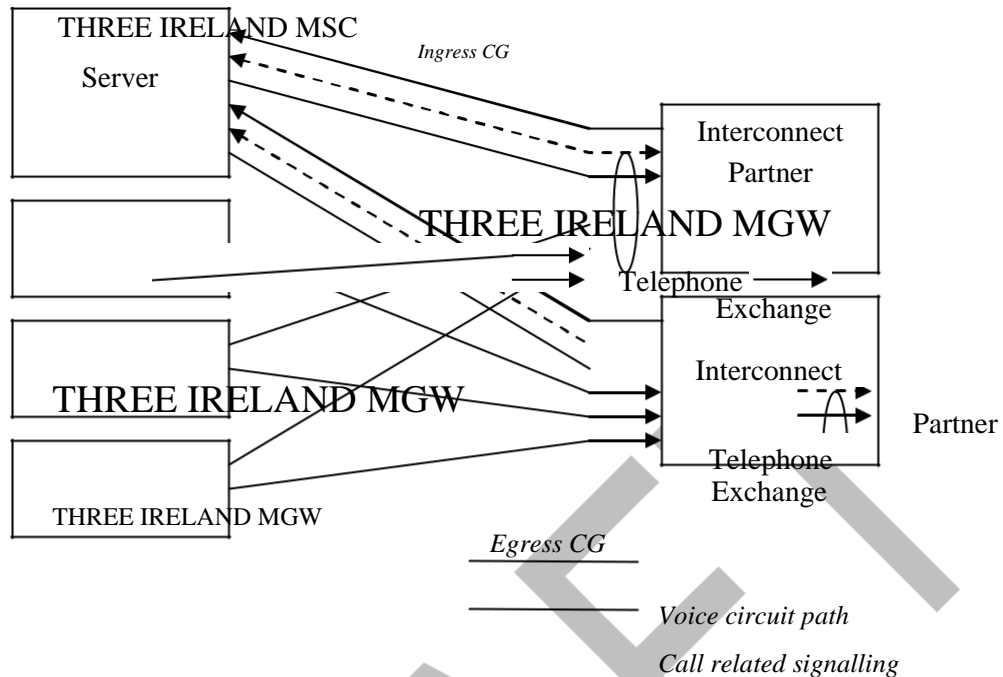 THREE IRELAND MSC
Server
Ingress CG
Interconnect
Partner
THREE IRELAND MGW
Telephone
Exchange
Interconnect
THREE IRELAND MGW
Partner
Telephone
Exchange
THREE IRELAND MGW
Egress CG
Voice circuit path
Call related signalling